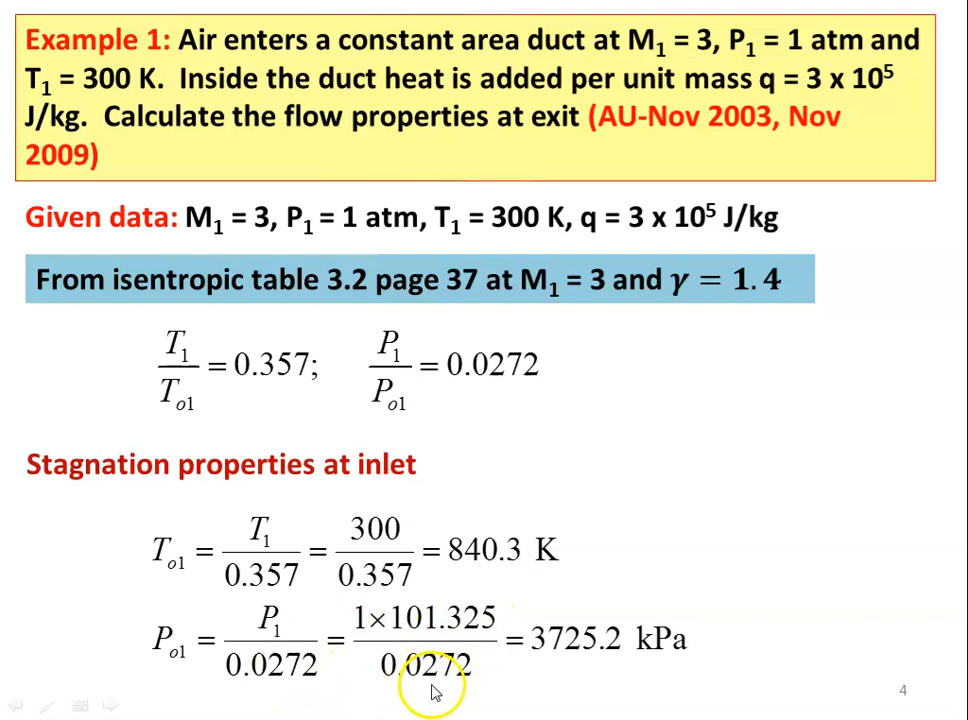 Example 1: Air enters a constant area duct at M₁ = 3, P₁ = 1 atm and
T₁ = 300 K. Inside the duct heat is added per unit mass q = 3 x 10⁵
J/kg. Calculate the flow properties at exit (AU-Nov 2003, Nov
2009)
Given data: M₁ = 3, P₁ = 1 atm, T₁ = 300 K, q = 3 x 10⁵ J/kg
From isentropic table 3.2 page 37 at M₁ = 3 and γ = 1.4
T₁/Tₒ₁ = 0.357; P₁/Pₒ₁ = 0.0272
Stagnation properties at inlet
Tₒ₁ = T₁/0.357 = 300/0.357 = 840.3 K
Pₒ₁ = P₁/0.0272 = 1×101.325/0.0272 = 3725.2 kPa
4